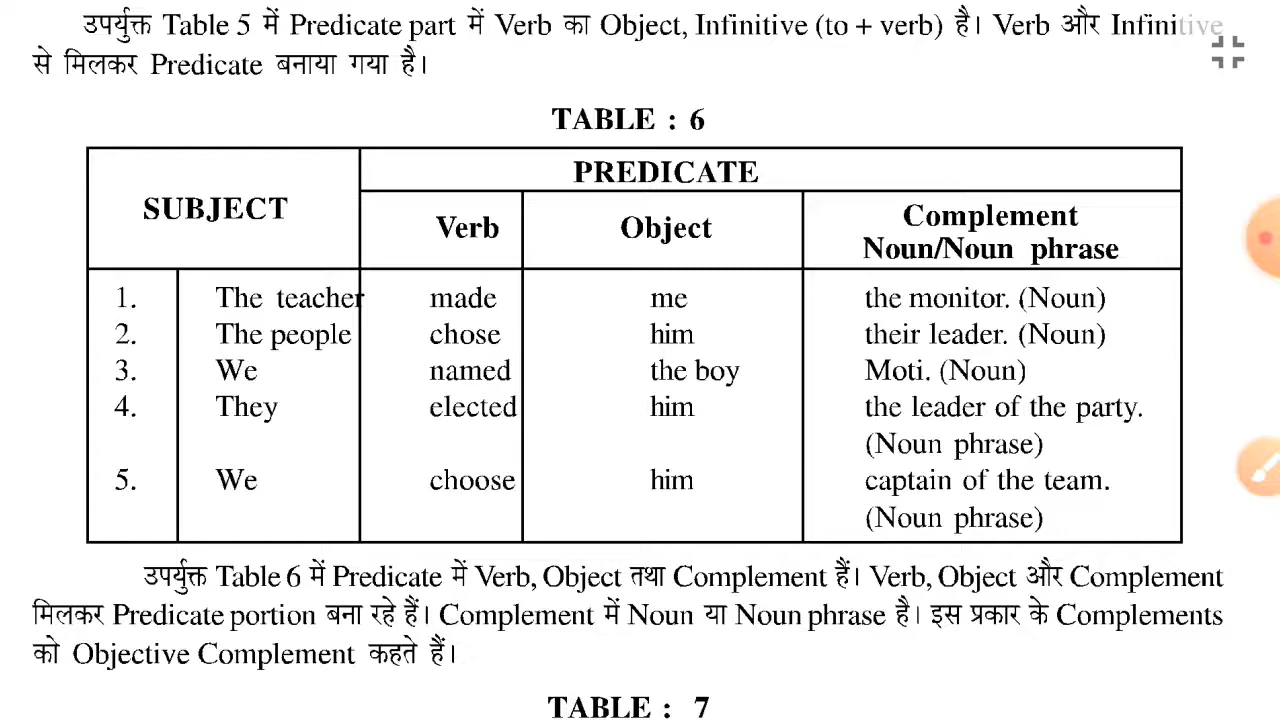 उपर्युक्त Table 5 में Predicate part में Verb का Object, Infinitive (to + verb) है। Verb और Infinitive
से मिलकर Predicate बनाया गया है।
TABLE : 6
SUBJECT PREDICATE
Verb Object Complement
Noun/Noun phrase
1. The teacher made me the monitor. (Noun)
2. The people chose him their leader. (Noun)
3. We named the boy Moti. (Noun)
4. They elected him the leader of the party.
(Noun phrase)
5. We choose him captain of the team.
(Noun phrase)
उपर्युक्त Table 6 में Predicate में Verb, Object तथा Complement हैं। Verb, Object और Complement
मिलकर Predicate portion बना रहे हैं। Complement में Noun या Noun phrase है। इस प्रकार के Complements
को Objective Complement कहते हैं।
TABLE : 7